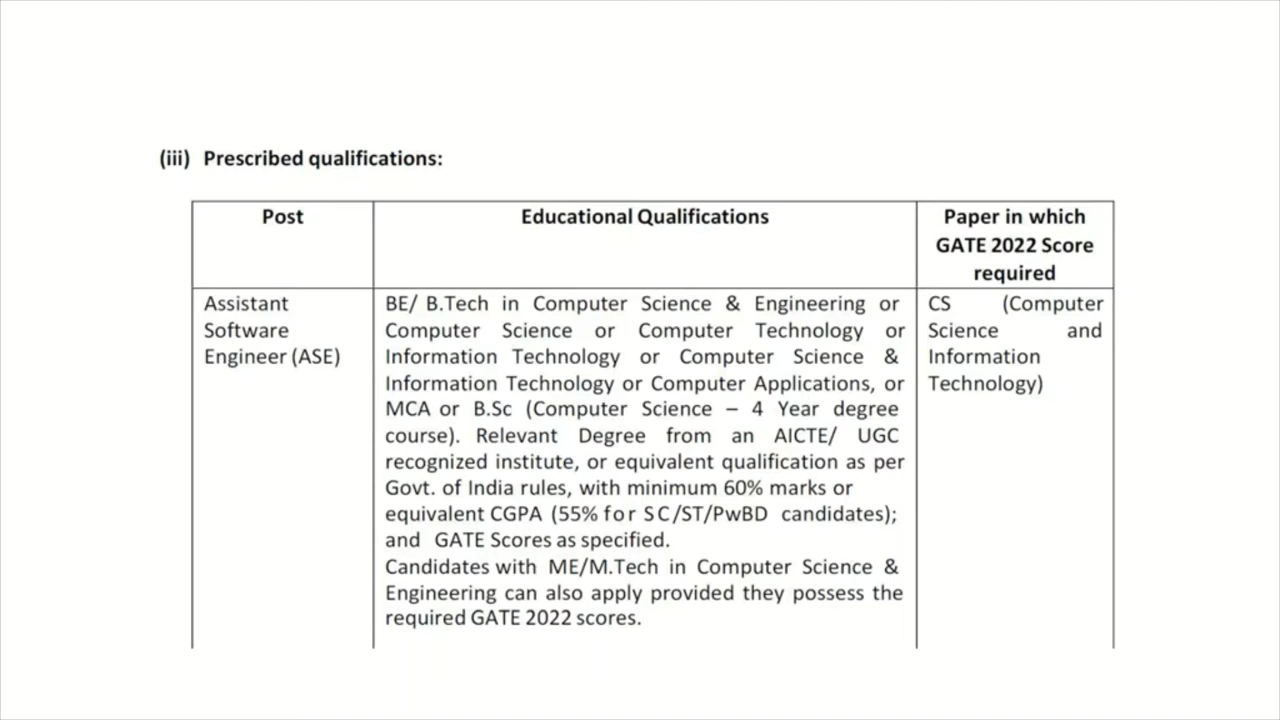 (iii) Prescribed qualifications:
Post
Educational Qualifications
Paper in which
GATE 2022 Score
required
Assistant
Software
Engineer (ASE)
BE/ B.Tech in Computer Science & Engineering or
Computer Science or Computer Technology or
Information Technology or Computer Science &
Information Technology or Computer Applications, or
MCA or B.Sc (Computer Science – 4 Year degree
course). Relevant Degree from an AICTE/ UGC
recognized institute, or equivalent qualification as per
Govt. of India rules, with minimum 60% marks or
equivalent CGPA (55% for SC/ST/PwBD candidates);
and GATE Scores as specified.
Candidates with ME/M.Tech in Computer Science &
Engineering can also apply provided they possess the
required GATE 2022 scores.
CS (Computer
Science and
Information
Technology)